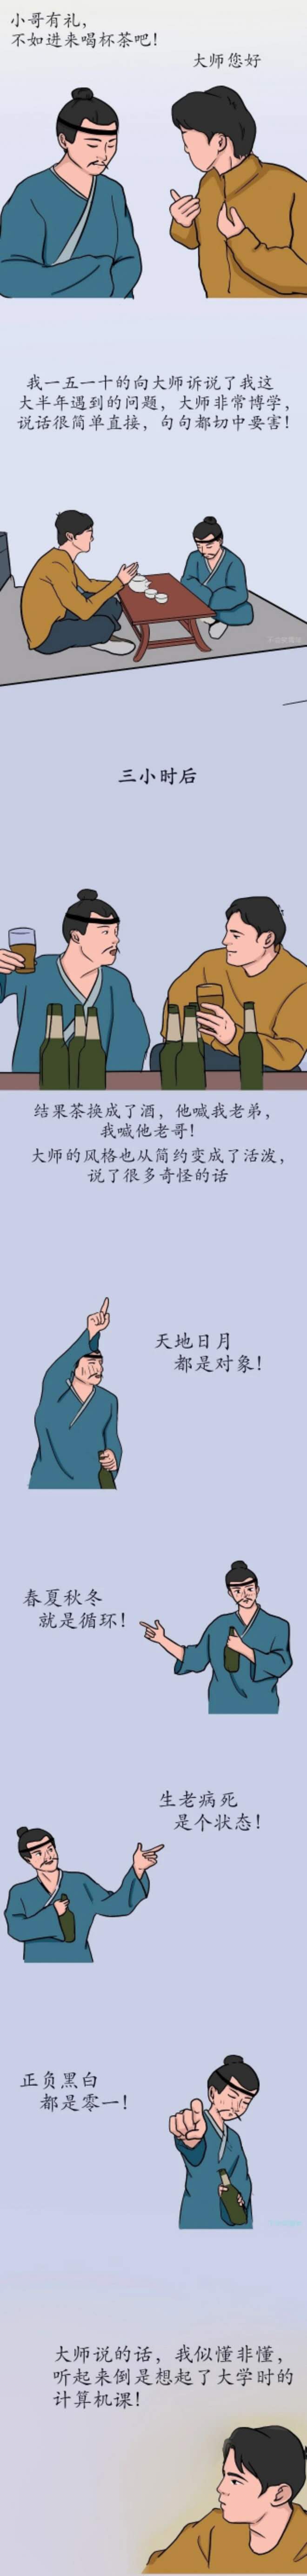 小哥有礼，
不如进来喝杯茶吧！
大师您好
我一五一十的向大师诉说了我这
大半年遇到的问题，大师非常博学，
说话很简单直接，句句都切中要害！
三小时后
结果茶换成了酒，他喊我老弟，
我喊他老哥！
大师的风格也从简约变成了活泼，
说了很多奇怪的话
天地日月
都是对象！
春夏秋冬
就是循环！
生老病死
是个状态！
正负黑白
都是零一！
大师说的话，我似懂非懂，
听起来倒是想起了大学时的
计算机课！